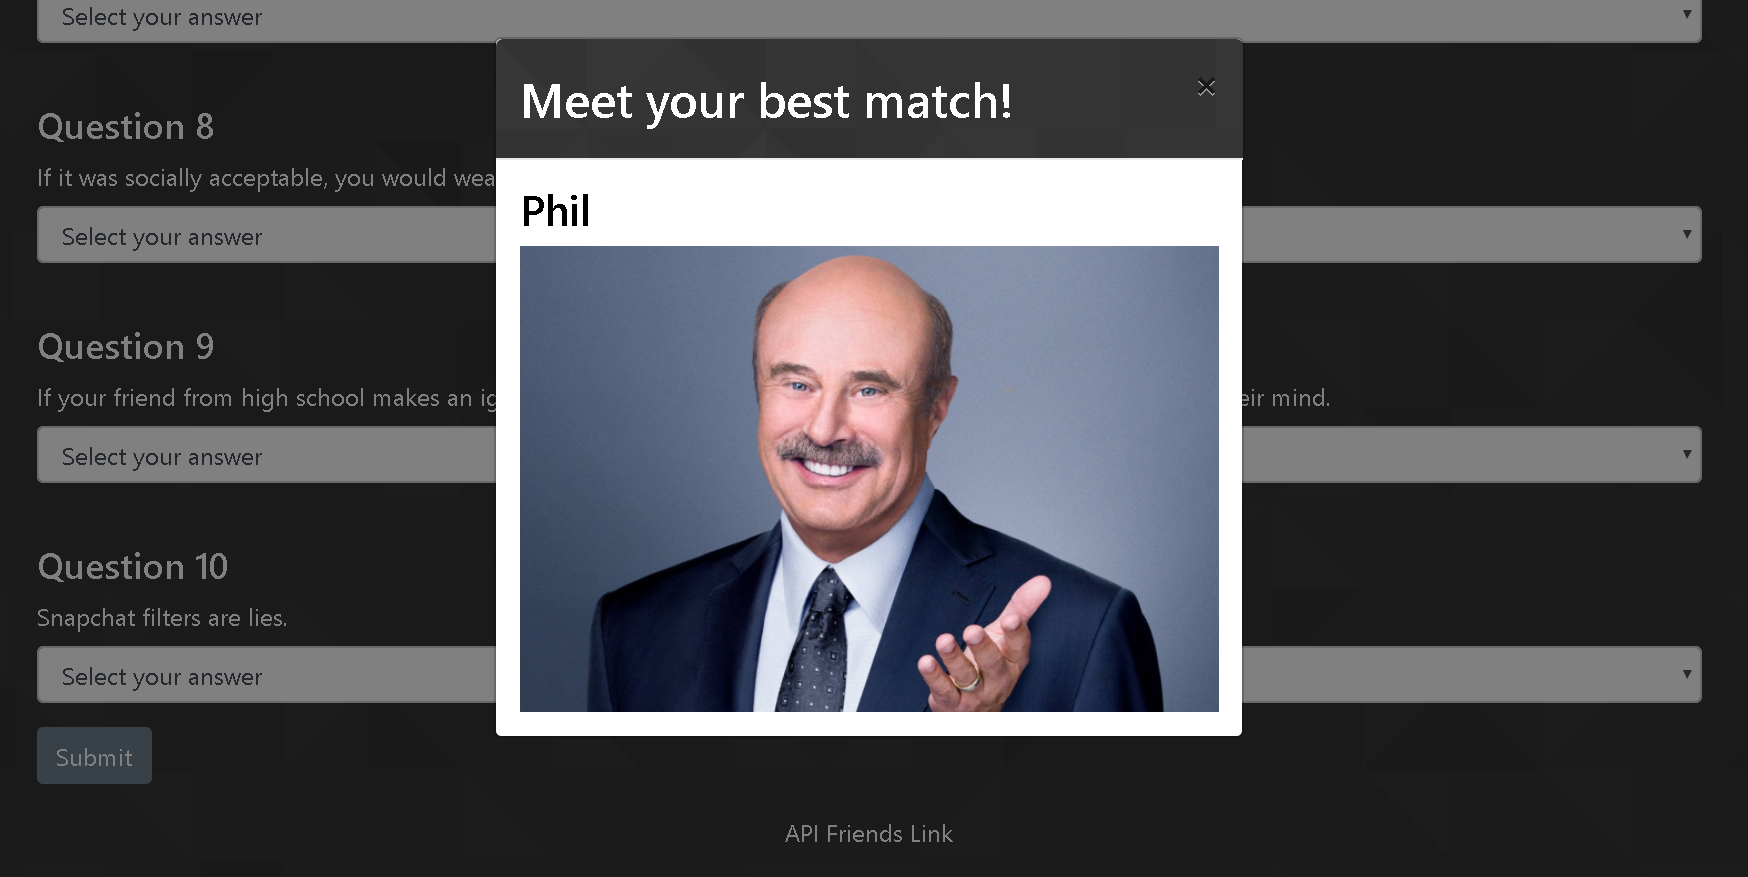 Select your answer
Meet your best match!
×
Question 8
If it was socially acceptable, you would wea
Phil
Select your answer
Question 9
If your friend from high school makes an ig
eir mind.
Select your answer
Question 10
Snapchat filters are lies.
Select your answer
Submit
API Friends Link